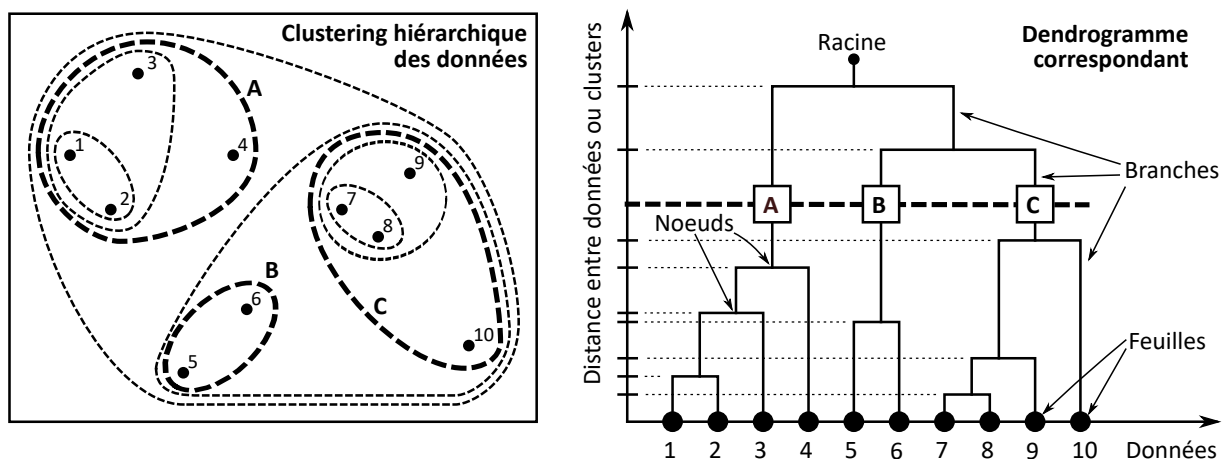 Clustering hiérarchique
des données
A
3
1
4
2
9
7
8
B
6
C
10
5
Distance entre données ou clusters
Racine
Dendrogramme
correspondant
Branches
A B C
Noeuds
Feuilles
1 2 3 4 5 6 7 8 9 10 Données